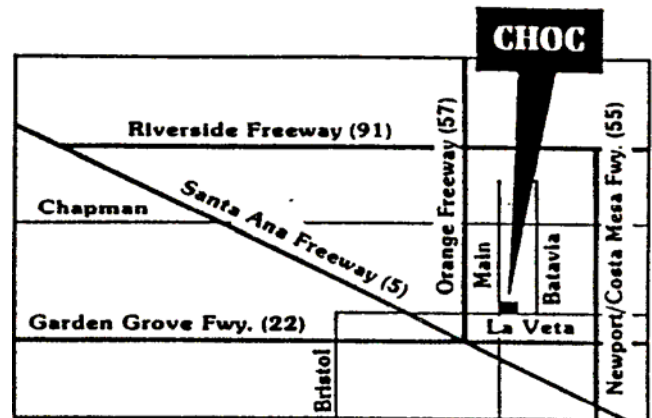 CHOC
Riverside Freeway (91)
Orange Freeway (57)
Newport/Costa Mesa Fwy. (55)
Santa Ana Freeway (5)
Chapman
Main
Batavia
Garden Grove Fwy. (22)
La Veta
Bristol